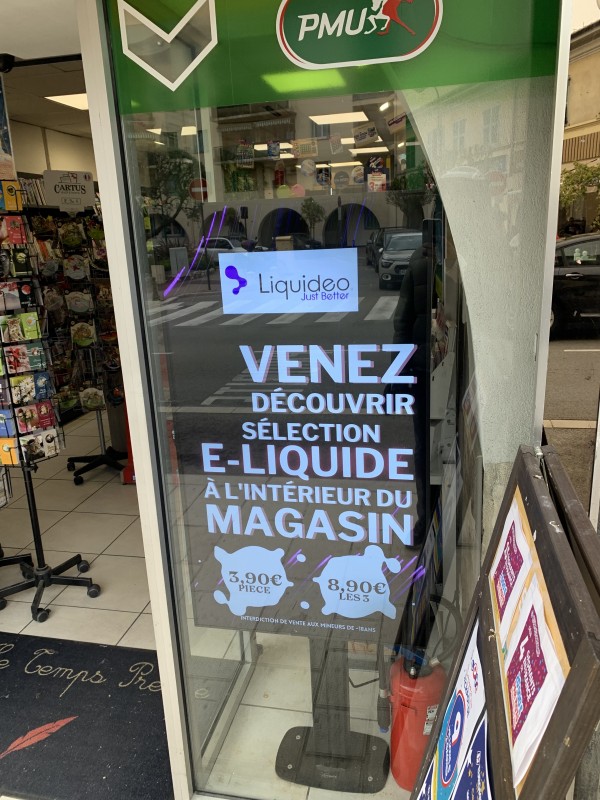 PMU
CARTUS
Liquideo
Just Better
VENEZ
DÉCOUVRIR
SÉLECTION
E-LIQUIDE
À L'INTÉRIEUR DU
MAGASIN
3,90€
PIECE
8,90€
LES 3
INTERDICTION DE VENTE AUX MINEURS DE -18ANS
Le Temps Pre